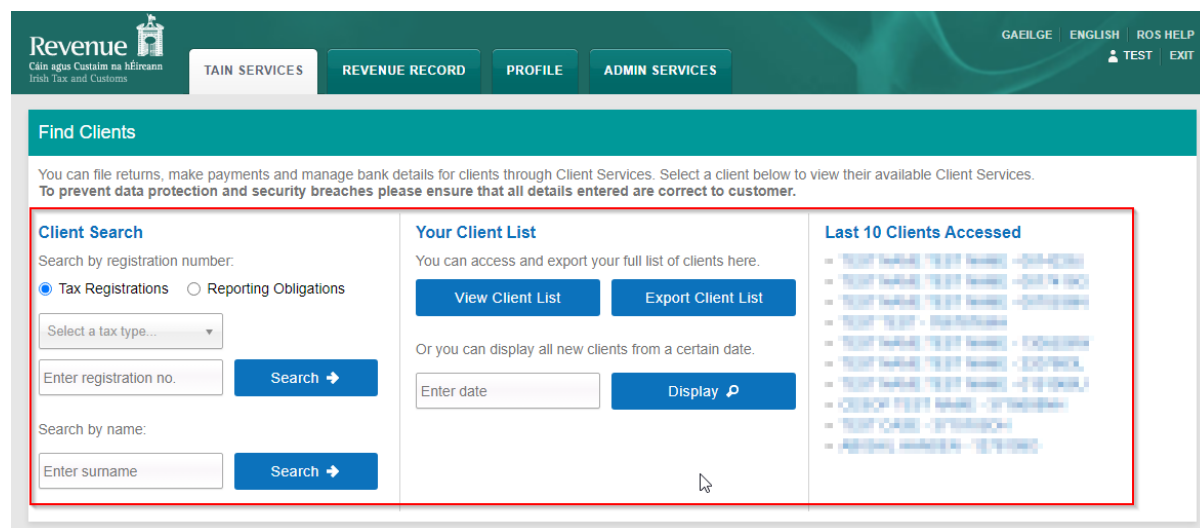 Revenue
Cáin agus Custaim na hÉireann
Irish Tax and Customs
GAEILGE ENGLISH ROS HELP
TEST EXIT
TAIN SERVICES REVENUE RECORD PROFILE ADMIN SERVICES
Find Clients
You can file returns, make payments and manage bank details for clients through Client Services. Select a client below to view their available Client Services.
To prevent data protection and security breaches please ensure that all details entered are correct to customer.
Client Search
Search by registration number:
Tax Registrations Reporting Obligations
Select a tax type...
Enter registration no. Search
Search by name:
Enter surname Search
Your Client List
You can access and export your full list of clients here.
View Client List Export Client List
Or you can display all new clients from a certain date.
Enter date Display
Last 10 Clients Accessed